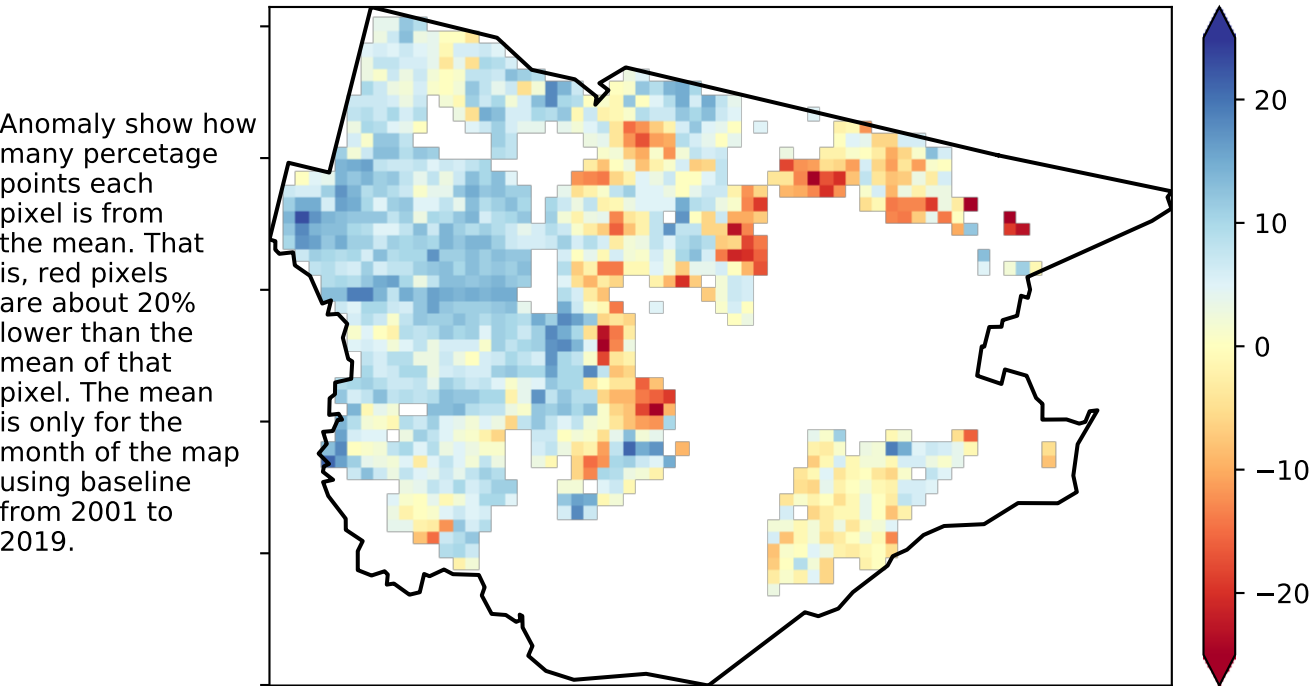 Anomaly show how
many percetage
points each
pixel is from
the mean. That
is, red pixels
are about 20%
lower than the
mean of that
pixel. The mean
is only for the
month of the map
using baseline
from 2001 to
2019.
20
10
0
−10
−20